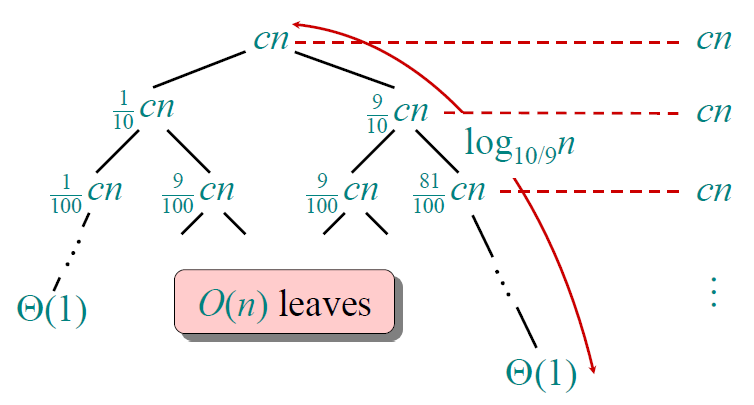 cn cn
1/10 cn 9/10 cn cn
log10/9n
1/100 cn 9/100 cn 9/100 cn 81/100 cn cn
Θ(1) O(n) leaves ⋮
Θ(1)